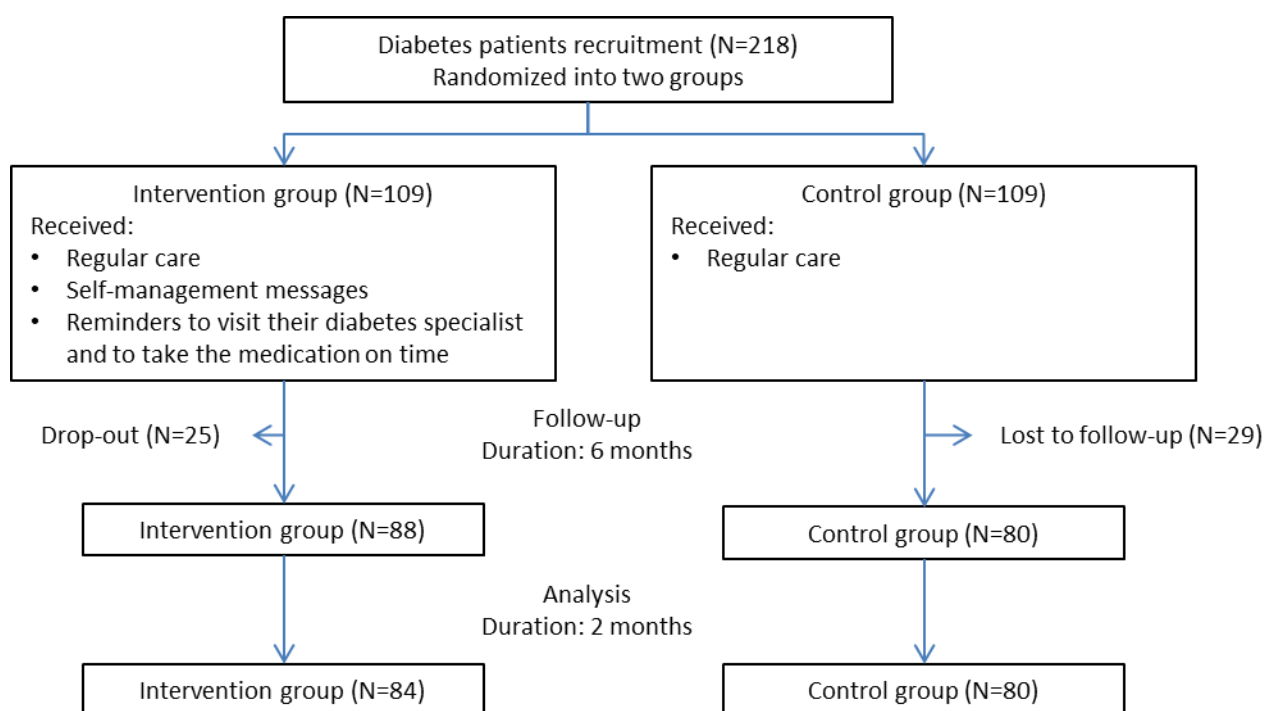 Diabetes patients recruitment (N=218)
Randomized into two groups
Intervention group (N=109)
Received:
• Regular care
• Self-management messages
• Reminders to visit their diabetes specialist
and to take the medication on time
Control group (N=109)
Received:
• Regular care
Drop-out (N=25)
Follow-up
Duration: 6 months
Lost to follow-up (N=29)
Intervention group (N=88)
Control group (N=80)
Analysis
Duration: 2 months
Intervention group (N=84)
Control group (N=80)